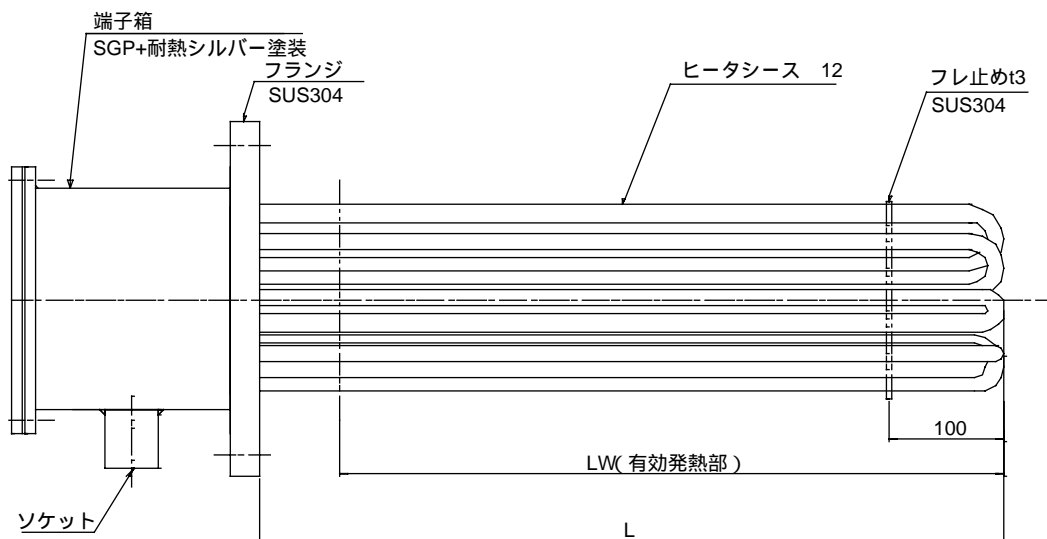 端子箱
SGP+耐熱シルバー塗装
フランジ
SUS304
ヒータシース 12
フレ止めt3
SUS304
100
LW(有効発熱部)
ソケット
L